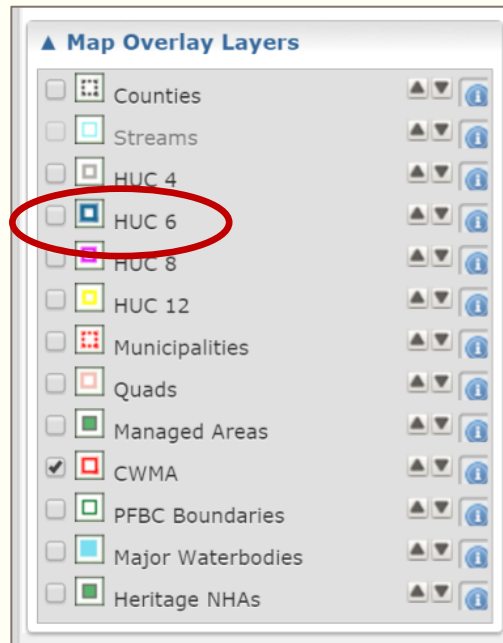 ▲ Map Overlay Layers
Counties
Streams
HUC 4
HUC 6
HUC 8
HUC 12
Municipalities
Quads
Managed Areas
CWMA
PFBC Boundaries
Major Waterbodies
Heritage NHAs